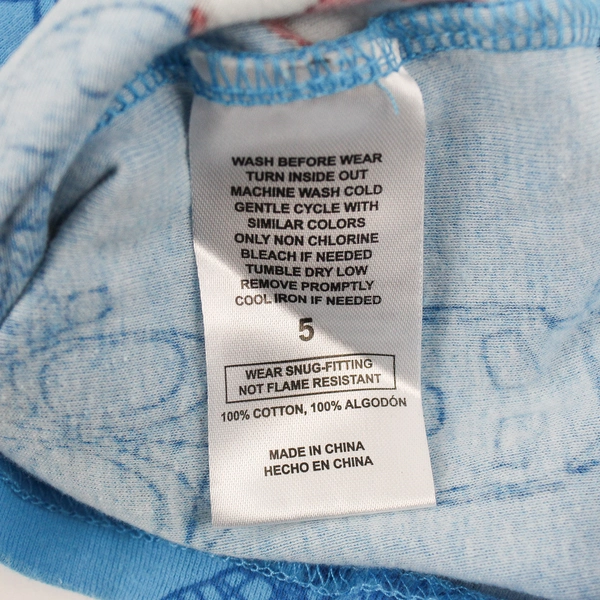 WASH BEFORE WEAR
TURN INSIDE OUT
MACHINE WASH COLD
GENTLE CYCLE WITH
SIMILAR COLORS
ONLY NON CHLORINE
BLEACH IF NEEDED
TUMBLE DRY LOW
REMOVE PROMPTLY
COOL IRON IF NEEDED
5
WEAR SNUG-FITTING
NOT FLAME RESISTANT
100% COTTON, 100% ALGODÓN
MADE IN CHINA
HECHO EN CHINA